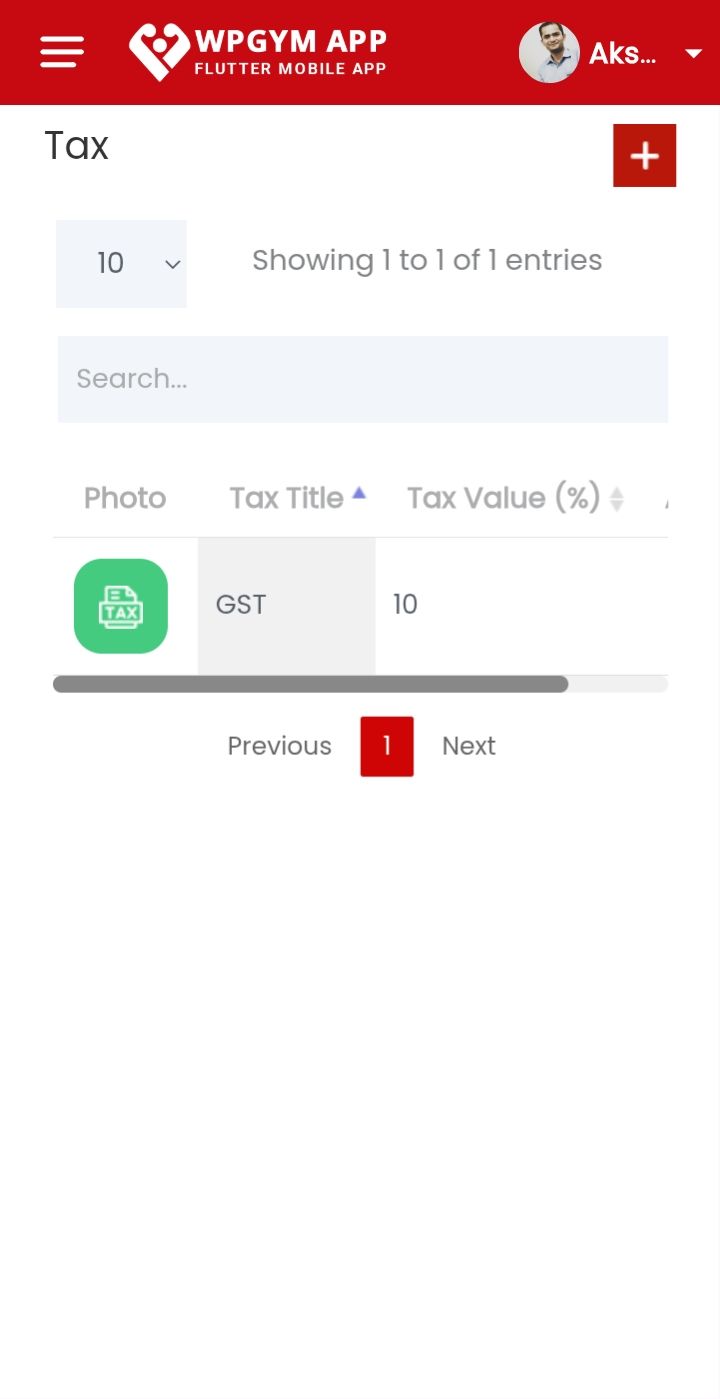 WPGYM APP
FLUTTER MOBILE APP
Aks...
Tax
10
Showing 1 to 1 of 1 entries
Search...
Photo Tax Title Tax Value (%)
TAX GST 10
Previous 1 Next